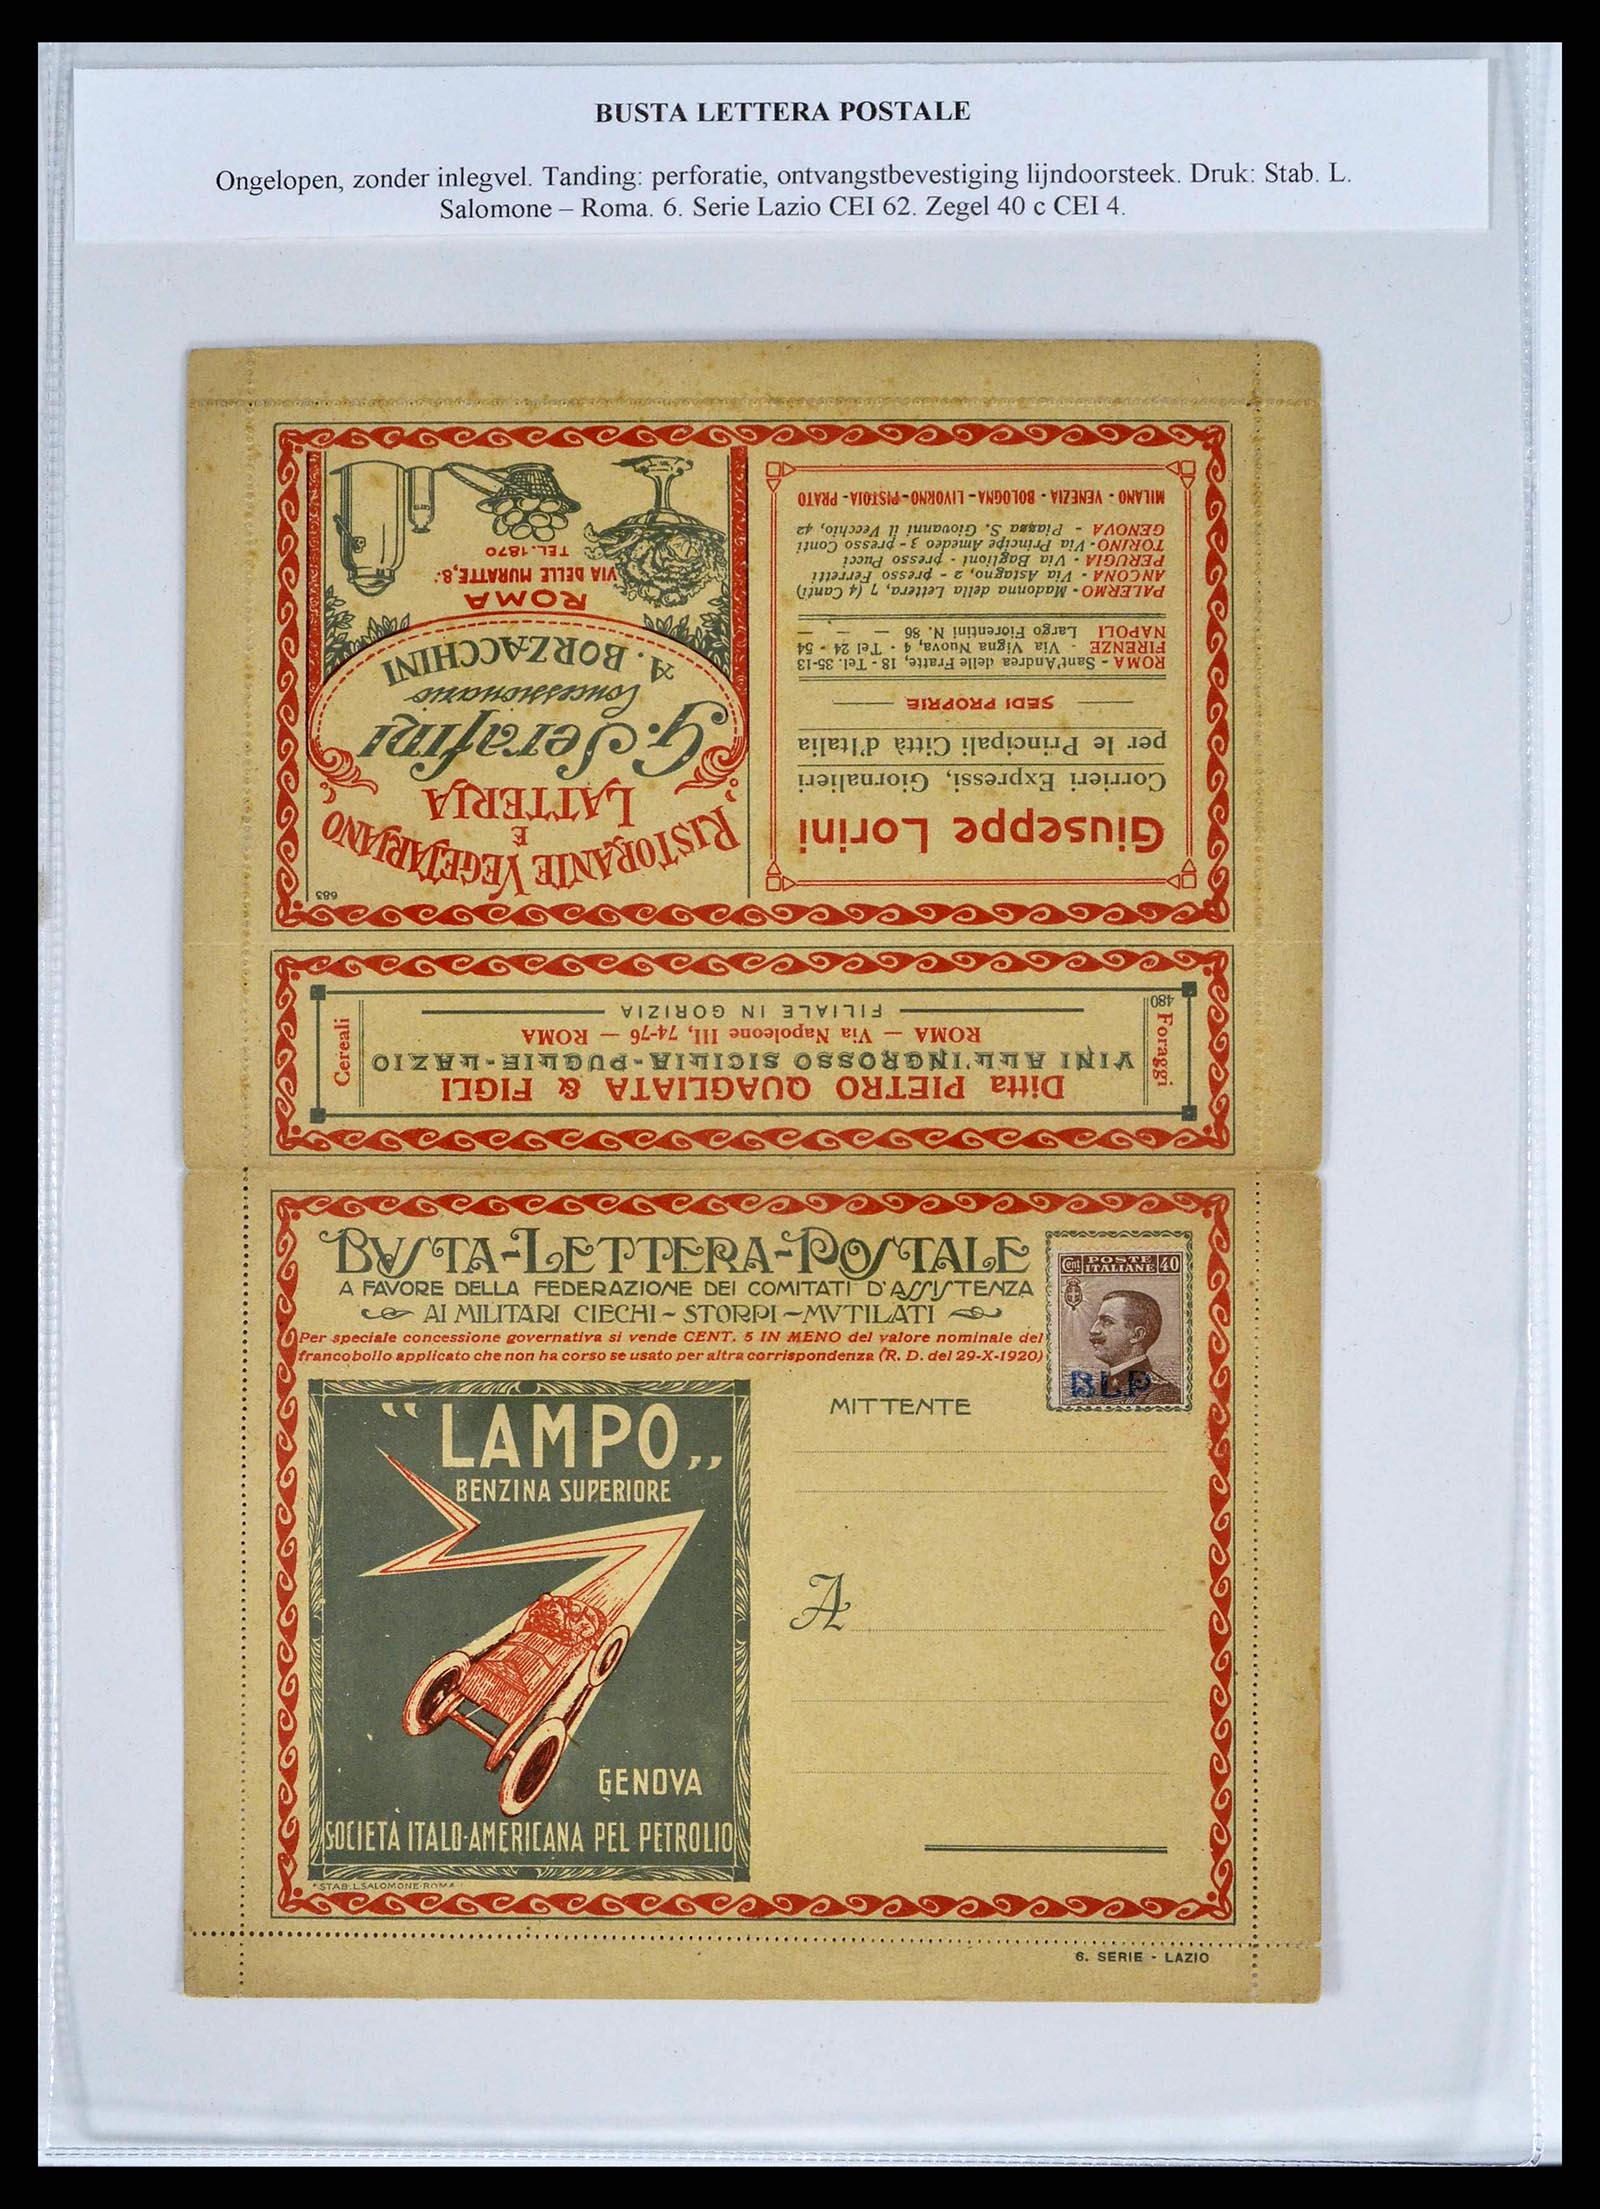 BUSTA LETTERA POSTALE
Ongelopen, zonder inlegvel. Tanding: perforatie, ontvangstbevestiging lijndoorsteek. Druk: Stab. L.
Salomone – Roma. 6. Serie Lazio CEI 62. Zegel 40 c CEI 4.
Giuseppe Lorini
Corrieri Expressi, Giornalieri
per le Principali Città d'Italia
SEDI PROPRIE
ROMA - Sant'Andrea delle Fratte, 18 - Tel. 35-13
FIRENZE - Via Vigna Nuova, 4 - Tel 24 - 54
NAPOLI Largo Fiorentini N. 86 — — —
PALERMO - Madonna della Lettera, 7 (4 Canti)
ANCONA - Via Astagno, 2 - presso Ferretti
PERUGIA - Via Baglioni - presso Pucci
TORINO - Via Principe Amedeo 3 - presso Conti
GENOVA - Piazza S. Giovanni il Vecchio, 42
MILANO - VENEZIA - BOLOGNA - LIVORNO - PISTOIA - PRATO
683
RISTORANTE VEGETARIANO
E
LATTERIA
G. Serafini
Concessionario
A. BORZACCHINI
ROMA
VIA DELLE MURATTE, 8.
TEL. 1870
Ditta PIETRO QUAGLIATA & FIGLI
VINI ALL'INGROSSO SICILIA-PUGLIE-LAZIO
ROMA — Via Napoleone III, 74-76 — ROMA
FILIALE IN GORIZIA
Foraggi
480
Cereali
BUSTA-LETTERA-POSTALE
A FAVORE DELLA FEDERAZIONE DEI COMITATI D'ASSISTENZA
AI MILITARI CIECHI - STORPI - MVTILATI
Per speciale concessione governativa si vende CENT. 5 IN MENO del valore nominale del
francobollo applicato che non ha corso se usato per altra corrispondenza (R. D. del 29-X-1920)
Cent POSTE ITALIANE 40
BLP
MITTENTE
A
"LAMPO„
BENZINA SUPERIORE
GENOVA
SOCIETÀ ITALO-AMERICANA PEL PETROLIO
STAB. L. SALOMONE-ROMA
6. SERIE - LAZIO